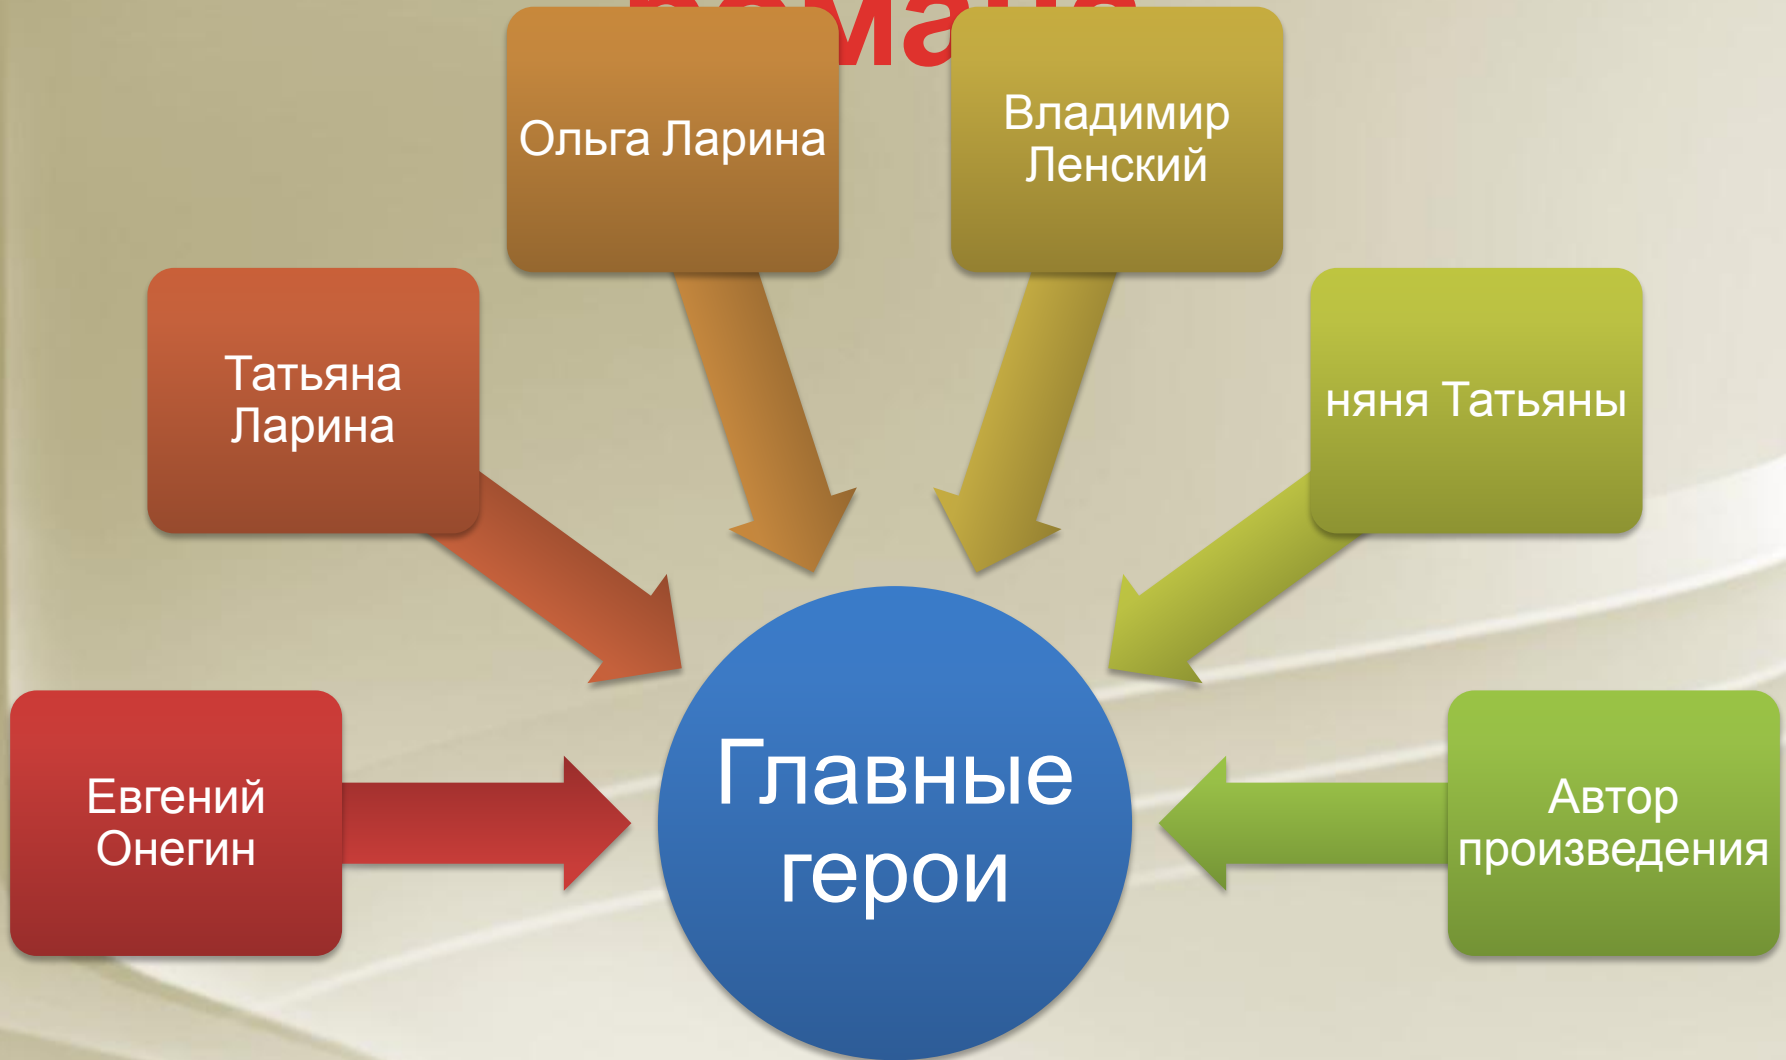 Ольга Ларина
Владимир
Ленский
Татьяна
Ларина
няня Татьяны
Евгений
Онегин
Главные
герои
Автор
произведения